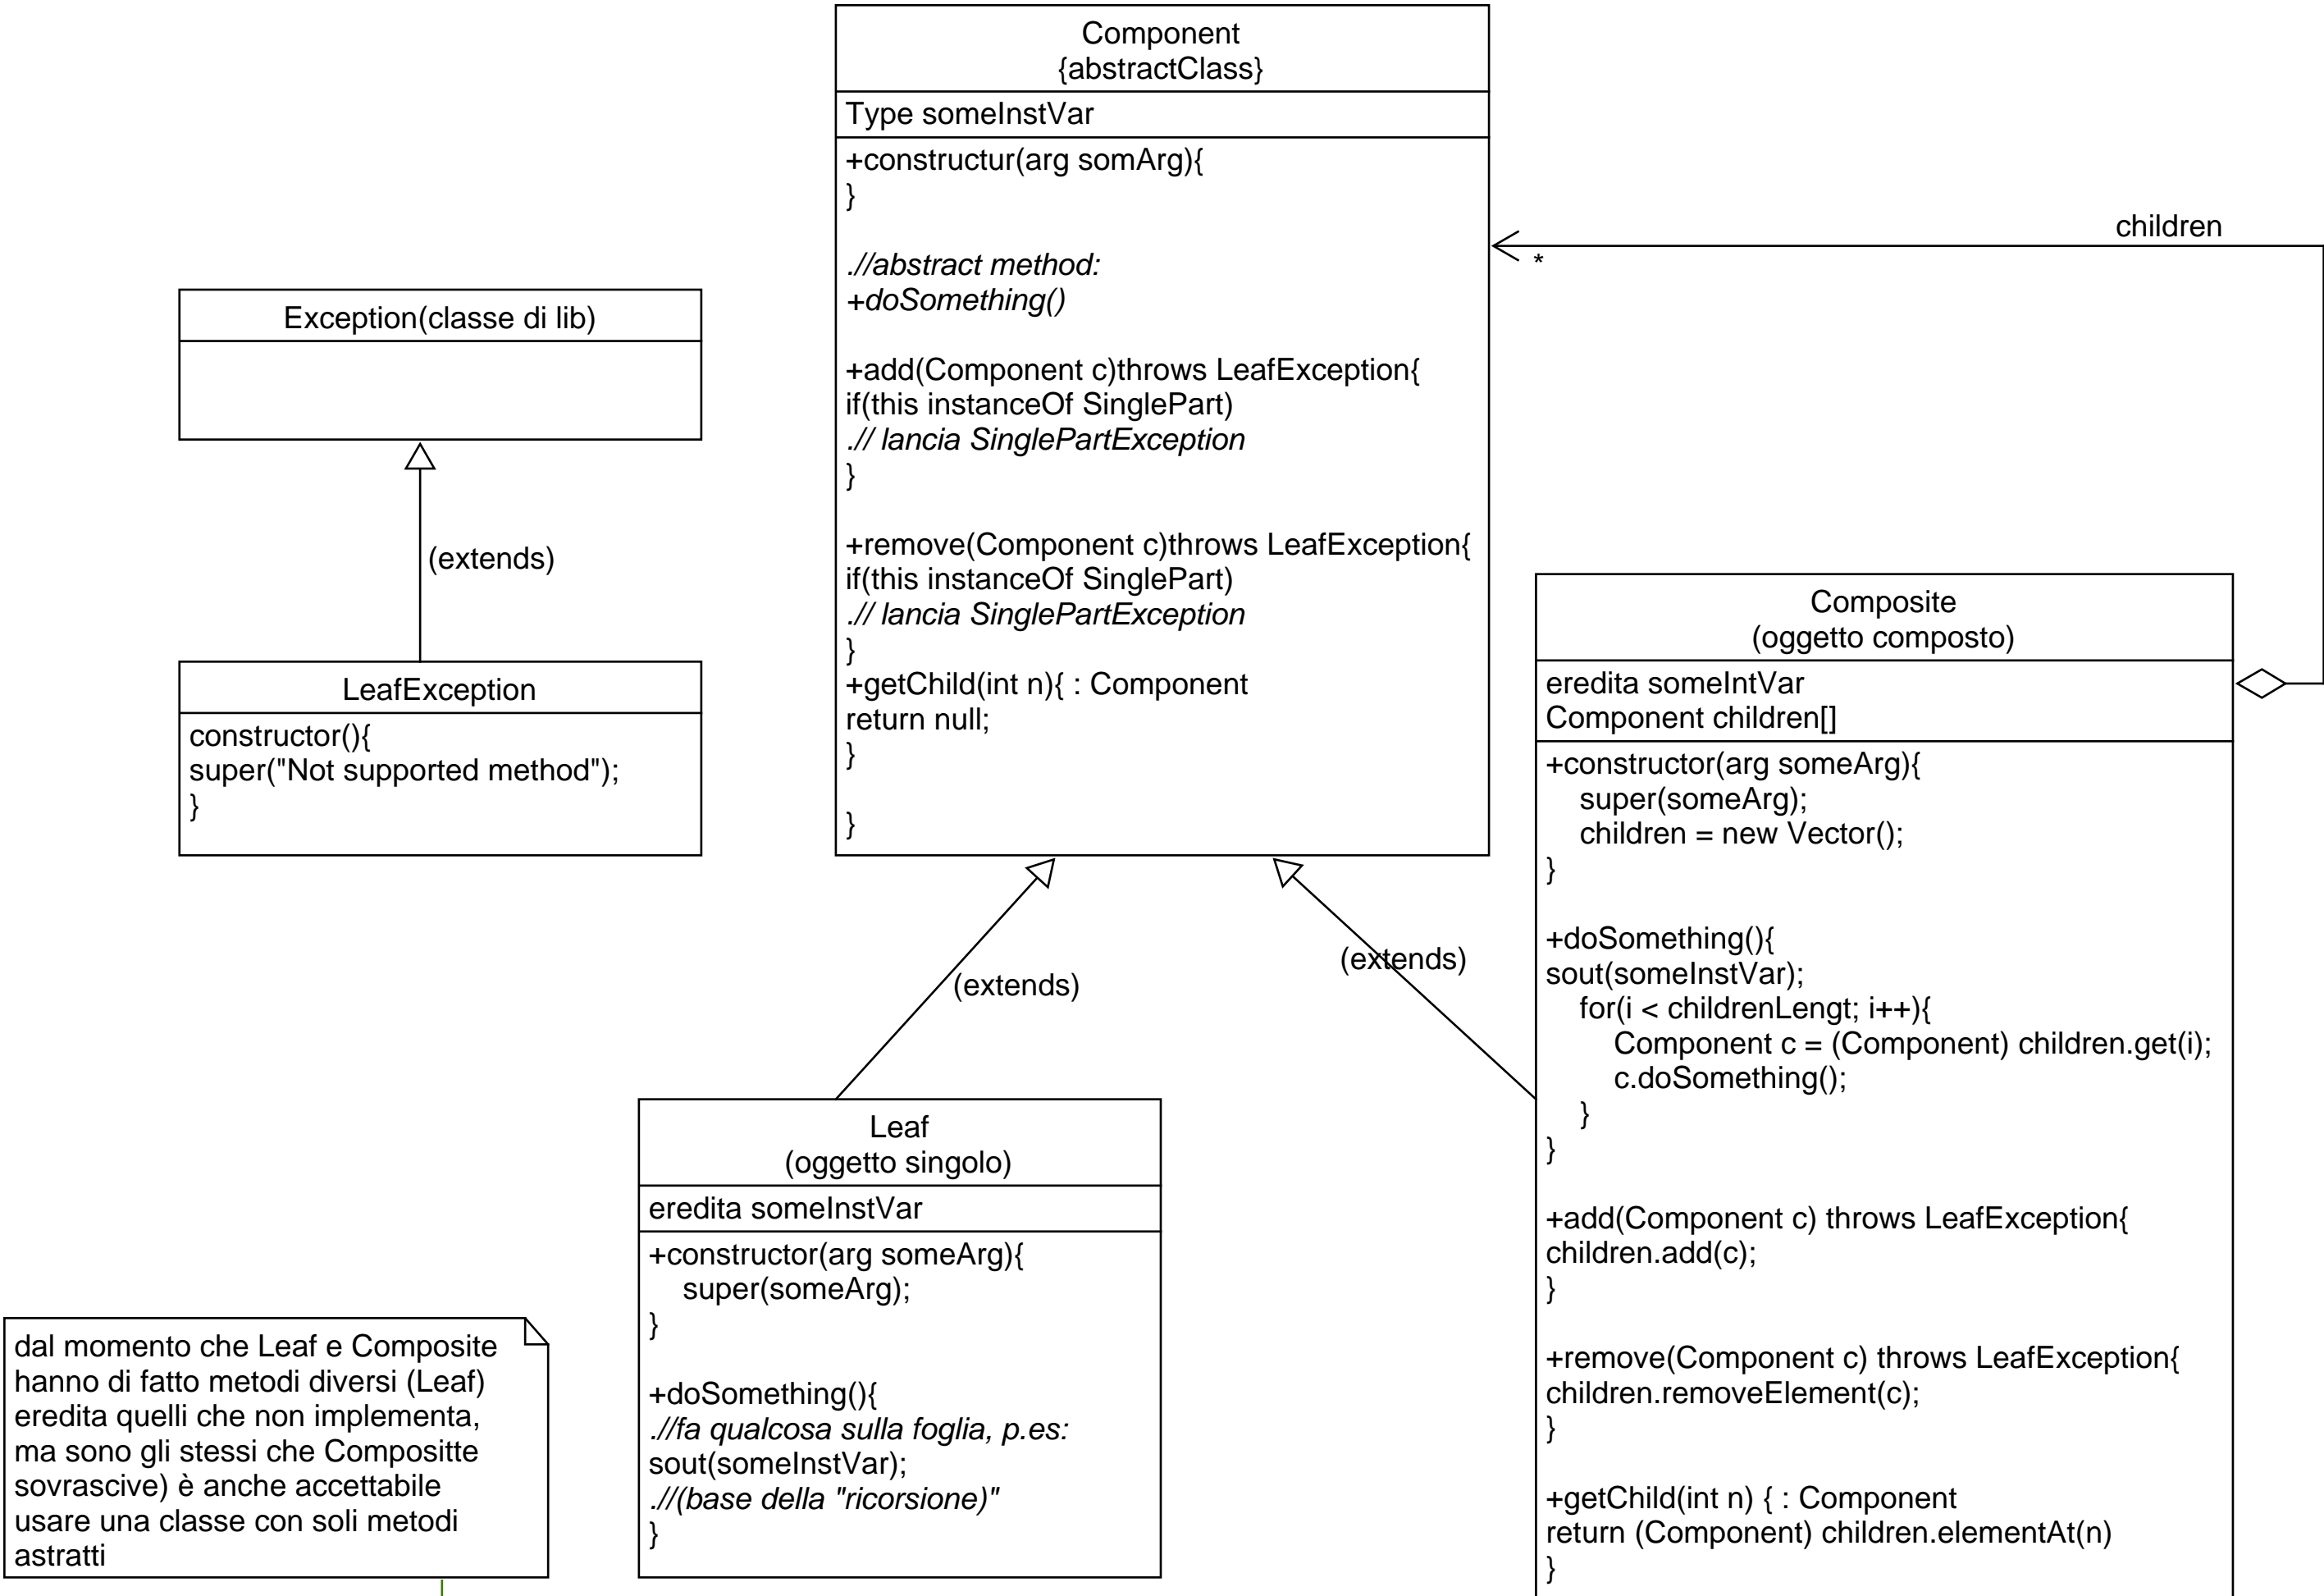 Component
{abstractClass}
Type someInstVar
+constructur(arg somArg){
}
.//abstract method:
+doSomething()
+add(Component c)throws LeafException{
if(this instanceOf SinglePart)
.// lancia SinglePartException
}
+remove(Component c)throws LeafException{
if(this instanceOf SinglePart)
.// lancia SinglePartException
}
+getChild(int n){ : Component
return null;
}
}
children
*
Exception(classe di lib)
(extends)
LeafException
constructor(){
super("Not supported method");
}
Composite
(oggetto composto)
eredita someIntVar
Component children[]
+constructor(arg someArg){
super(someArg);
children = new Vector();
}
+doSomething(){
sout(someInstVar);
for(i < childrenLengt; i++){
Component c = (Component) children.get(i);
c.doSomething();
}
}
+add(Component c) throws LeafException{
children.add(c);
}
+remove(Component c) throws LeafException{
children.removeElement(c);
}
+getChild(int n) { : Component
return (Component) children.elementAt(n)
}
(extends)
(extends)
Leaf
(oggetto singolo)
eredita someInstVar
+constructor(arg someArg){
super(someArg);
}
+doSomething(){
.//fa qualcosa sulla foglia, p.es:
sout(someInstVar);
.//(base della "ricorsione)"
}
dal momento che Leaf e Composite
hanno di fatto metodi diversi (Leaf)
eredita quelli che non implementa,
ma sono gli stessi che Compositte
sovrascive) è anche accettabile
usare una classe con soli metodi
astratti